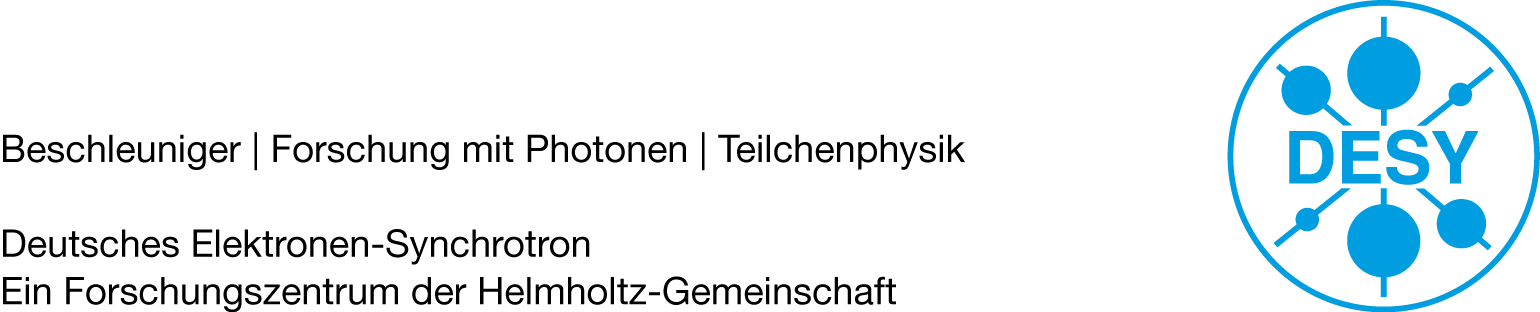 Beschleuniger | Forschung mit Photonen | Teilchenphysik
Deutsches Elektronen-Synchrotron
Ein Forschungszentrum der Helmholtz-Gemeinschaft
DESY